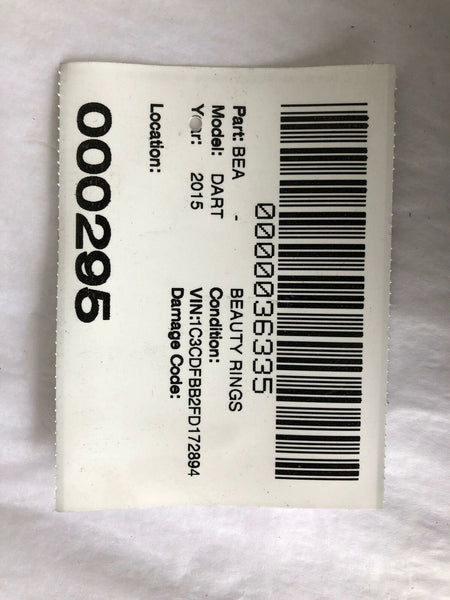 0000036335
Part: BEA - BEAUTY RINGS
Model: DART Condition:
Year: 2015 VIN:1C3CDFBB2FD172894
Damage Code:
Location:
000295